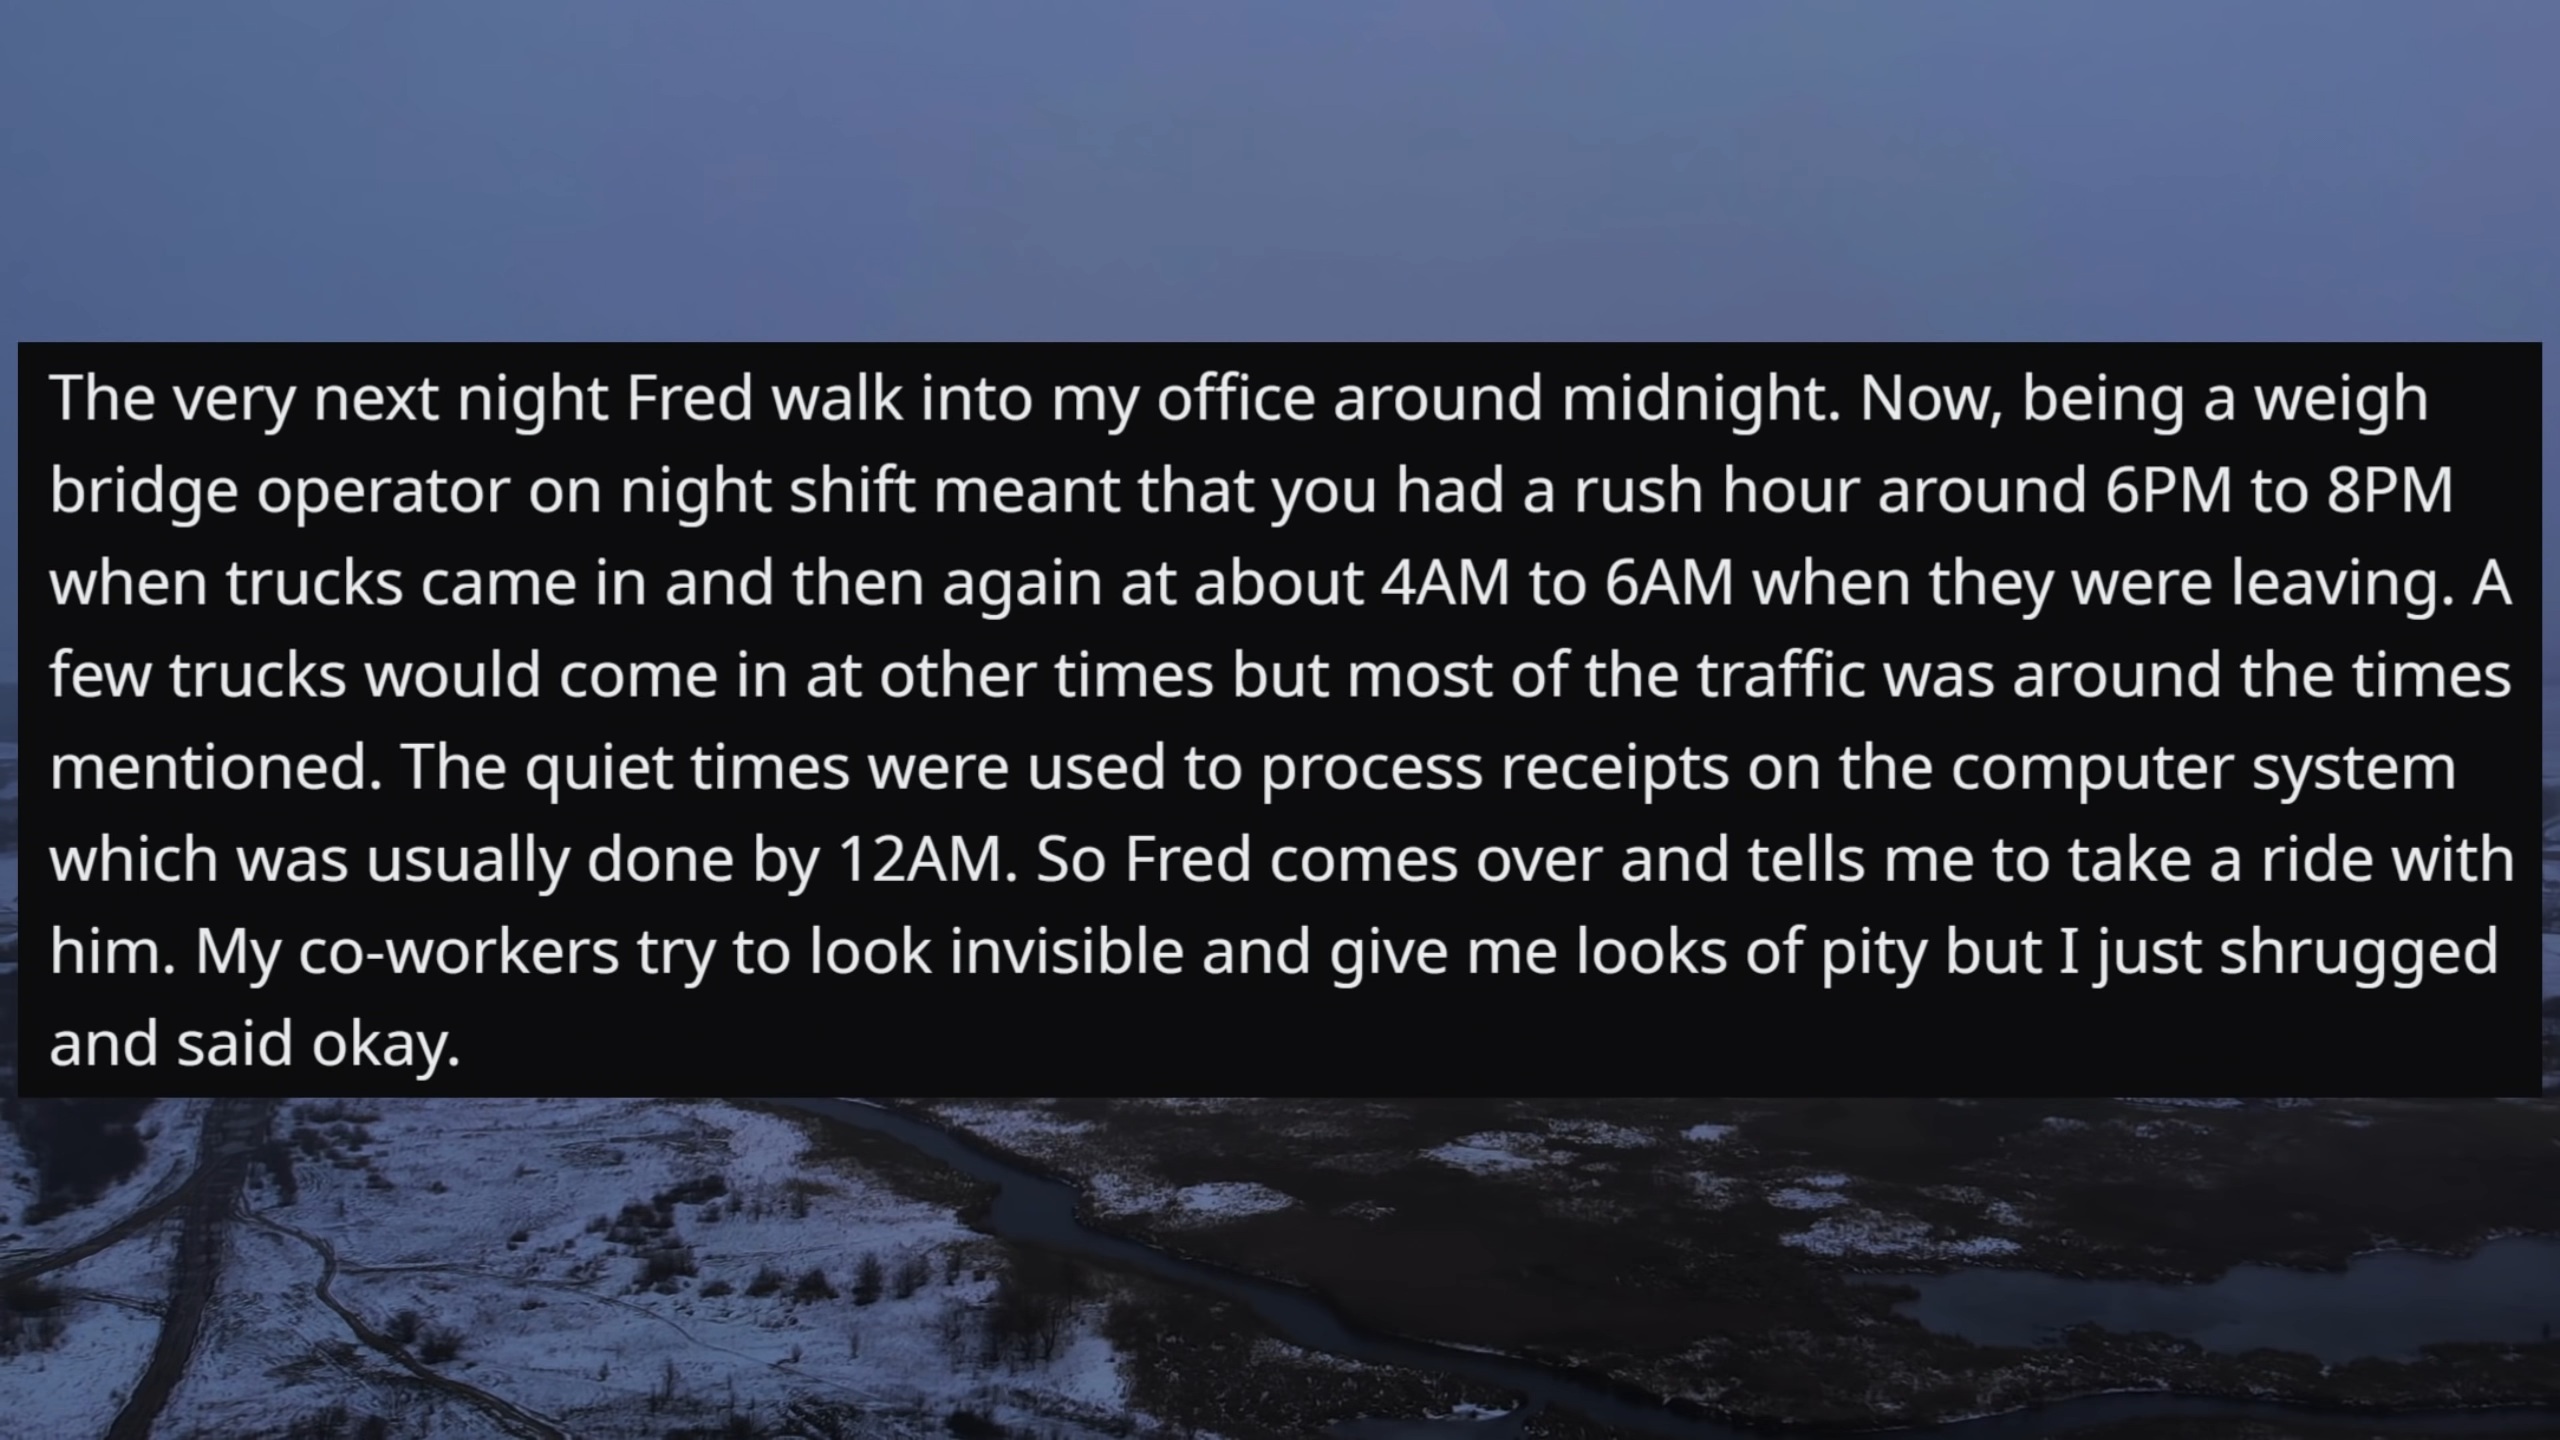 The very next night Fred walk into my office around midnight. Now, being a weigh
bridge operator on night shift meant that you had a rush hour around 6PM to 8PM
when trucks came in and then again at about 4AM to 6AM when they were leaving. A
few trucks would come in at other times but most of the traffic was around the times
mentioned. The quiet times were used to process receipts on the computer system
which was usually done by 12AM. So Fred comes over and tells me to take a ride with
him. My co-workers try to look invisible and give me looks of pity but I just shrugged
and said okay.